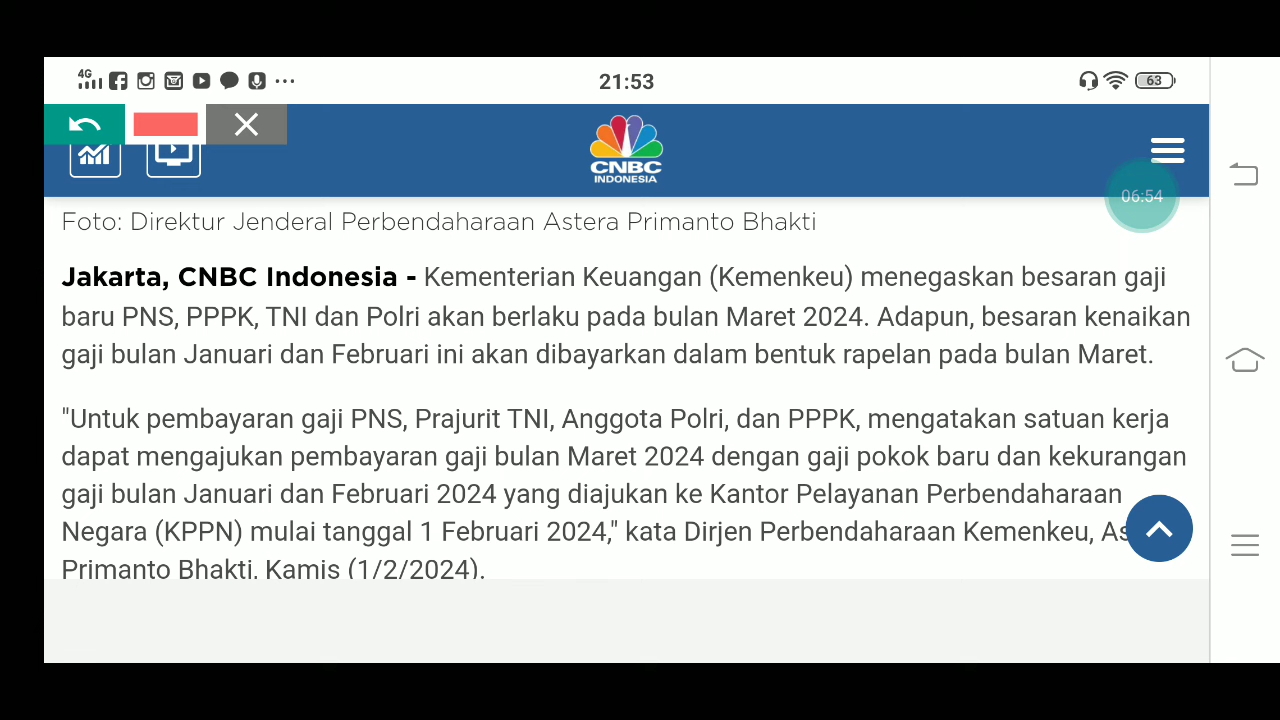 4G
21:53
63
CNBC
INDONESIA
06:54
Foto: Direktur Jenderal Perbendaharaan Astera Primanto Bhakti
Jakarta, CNBC Indonesia - Kementerian Keuangan (Kemenkeu) menegaskan besaran gaji
baru PNS, PPPK, TNI dan Polri akan berlaku pada bulan Maret 2024. Adapun, besaran kenaikan
gaji bulan Januari dan Februari ini akan dibayarkan dalam bentuk rapelan pada bulan Maret.
"Untuk pembayaran gaji PNS, Prajurit TNI, Anggota Polri, dan PPPK, mengatakan satuan kerja
dapat mengajukan pembayaran gaji bulan Maret 2024 dengan gaji pokok baru dan kekurangan
gaji bulan Januari dan Februari 2024 yang diajukan ke Kantor Pelayanan Perbendaharaan
Negara (KPPN) mulai tanggal 1 Februari 2024," kata Dirjen Perbendaharaan Kemenkeu,
Primanto Bhakti, Kamis (1/2/2024).